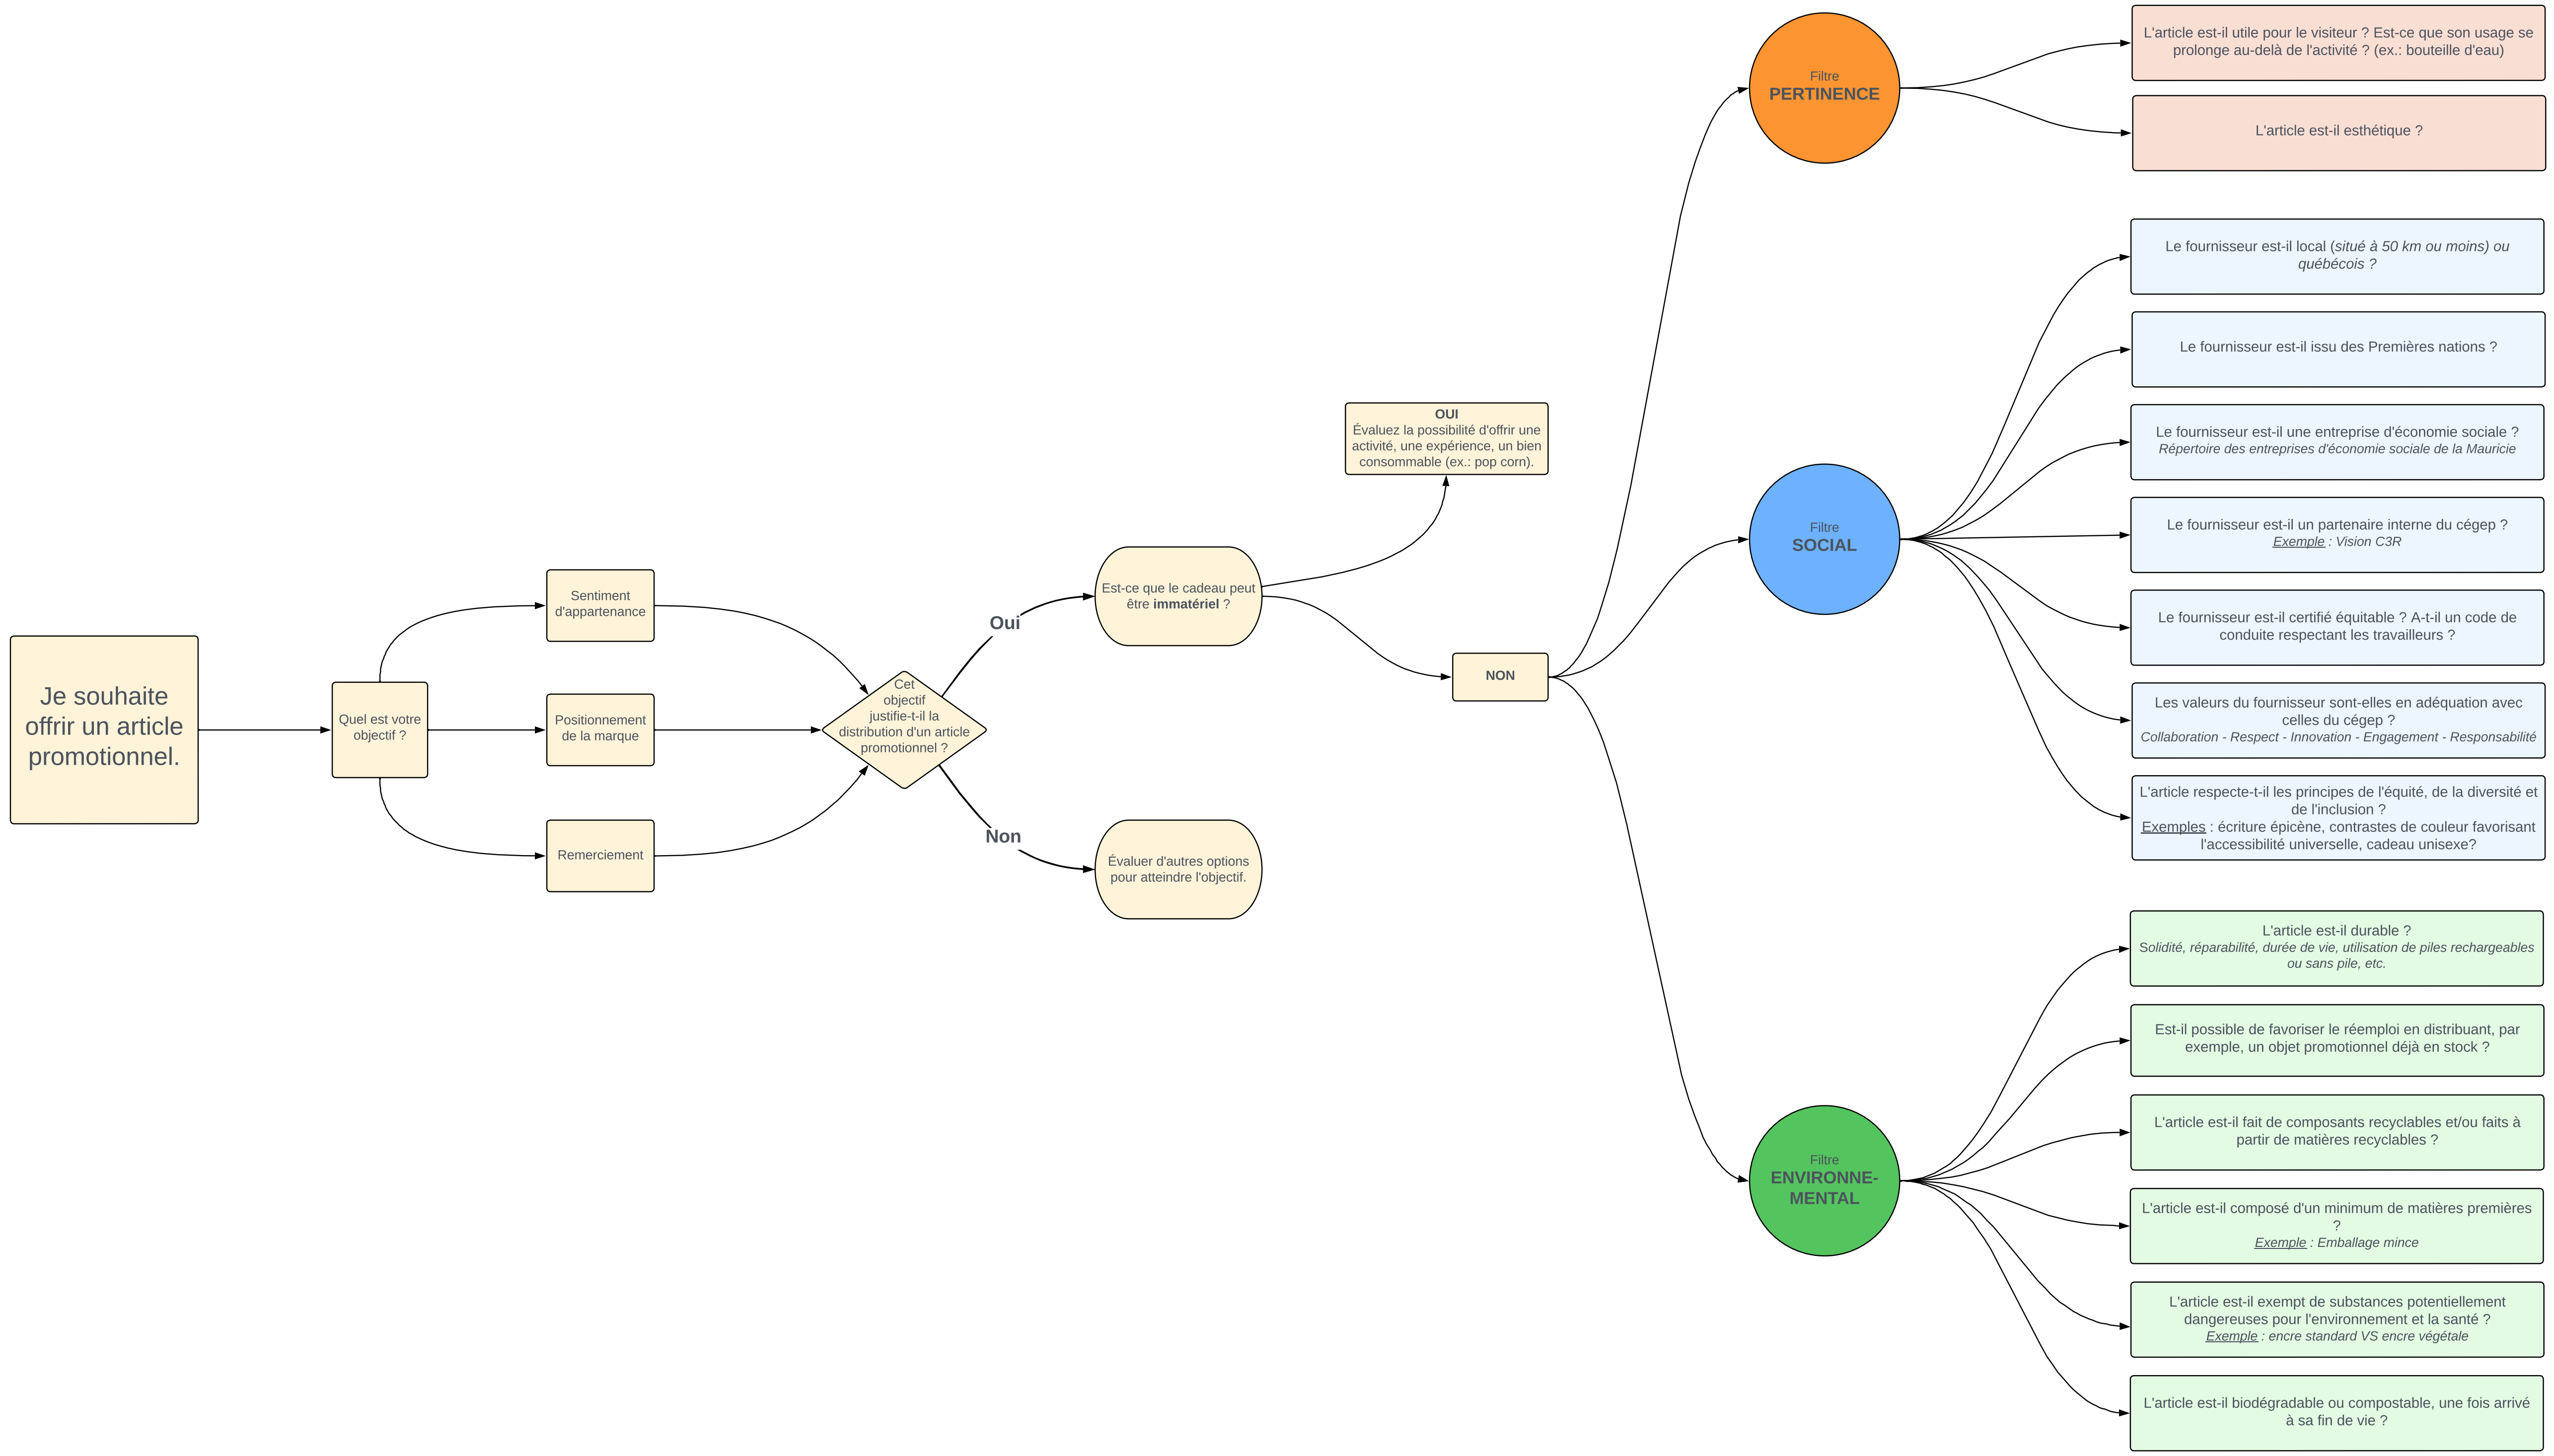 Je souhaite
offrir un article
promotionnel.
Quel est votre
objectif ?
Sentiment
d'appartenance
Positionnement
de la marque
Remerciement
Cet
objectif
justifie-t-il la
distribution d'un article
promotionnel ?
Oui
Non
Est-ce que le cadeau peut
être immatériel ?
Évaluer d'autres options
pour atteindre l'objectif.
OUI
Évaluez la possibilité d'offrir une
activité, une expérience, un bien
consommable (ex.: pop corn).
NON
Filtre
PERTINENCE
L'article est-il utile pour le visiteur ? Est-ce que son usage se
prolonge au-delà de l'activité ? (ex.: bouteille d'eau)
L'article est-il esthétique ?
Filtre
SOCIAL
Le fournisseur est-il local (situé à 50 km ou moins) ou
québécois ?
Le fournisseur est-il issu des Premières nations ?
Le fournisseur est-il une entreprise d'économie sociale ?
Répertoire des entreprises d'économie sociale de la Mauricie
Le fournisseur est-il un partenaire interne du cégep ?
Exemple : Vision C3R
Le fournisseur est-il certifié équitable ? A-t-il un code de
conduite respectant les travailleurs ?
Les valeurs du fournisseur sont-elles en adéquation avec
celles du cégep ?
Collaboration - Respect - Innovation - Engagement - Responsabilité
L'article respecte-t-il les principes de l'équité, de la diversité et
de l'inclusion ?
Exemples : écriture épicène, contrastes de couleur favorisant
l'accessibilité universelle, cadeau unisexe?
Filtre
ENVIRONNE-
MENTAL
L'article est-il durable ?
Solidité, réparabilité, durée de vie, utilisation de piles rechargeables
ou sans pile, etc.
Est-il possible de favoriser le réemploi en distribuant, par
exemple, un objet promotionnel déjà en stock ?
L'article est-il fait de composants recyclables et/ou faits à
partir de matières recyclables ?
L'article est-il composé d'un minimum de matières premières
?
Exemple : Emballage mince
L'article est-il exempt de substances potentiellement
dangereuses pour l'environnement et la santé ?
Exemple : encre standard VS encre végétale
L'article est-il biodégradable ou compostable, une fois arrivé
à sa fin de vie ?